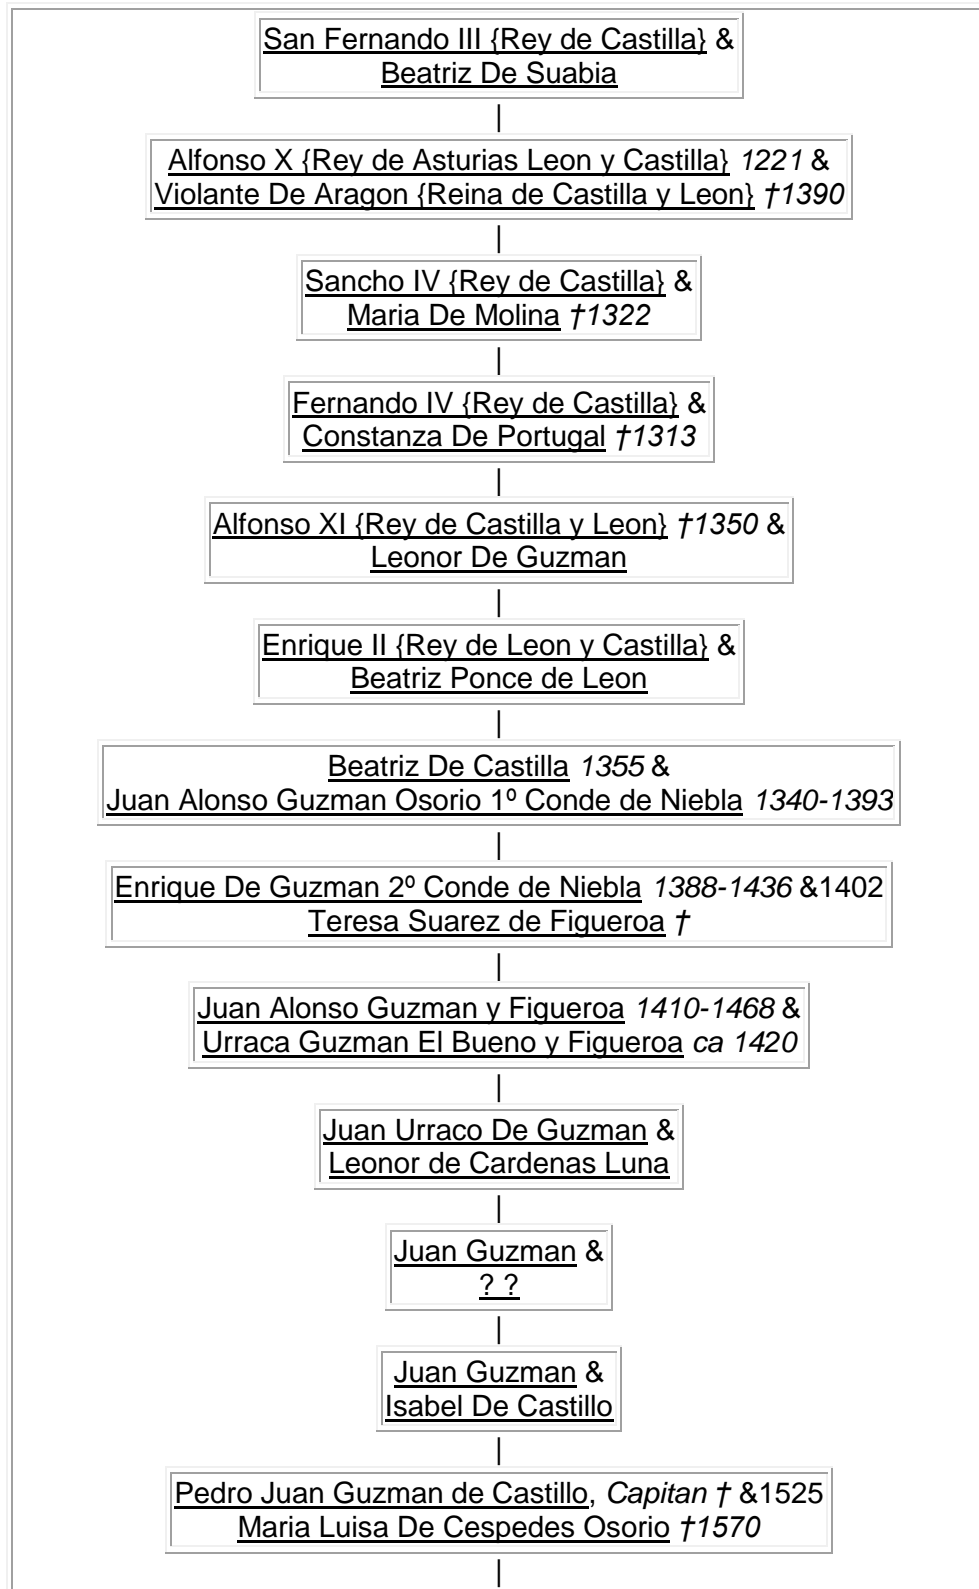 San Fernando III {Rey de Castilla} &
Beatriz De Suabia
Alfonso X {Rey de Asturias Leon y Castilla} 1221 &
Violante De Aragon {Reina de Castilla y Leon} †1390
Sancho IV {Rey de Castilla} &
Maria De Molina †1322
Fernando IV {Rey de Castilla} &
Constanza De Portugal †1313
Alfonso XI {Rey de Castilla y Leon} †1350 &
Leonor De Guzman
Enrique II {Rey de Leon y Castilla} &
Beatriz Ponce de Leon
Beatriz De Castilla 1355 &
Juan Alonso Guzman Osorio 1º Conde de Niebla 1340-1393
Enrique De Guzman 2º Conde de Niebla 1388-1436 &1402
Teresa Suarez de Figueroa †
Juan Alonso Guzman y Figueroa 1410-1468 &
Urraca Guzman El Bueno y Figueroa ca 1420
Juan Urraco De Guzman &
Leonor de Cardenas Luna
Juan Guzman &
? ?
Juan Guzman &
Isabel De Castillo
Pedro Juan Guzman de Castillo, Capitan † &1525
Maria Luisa De Cespedes Osorio †1570